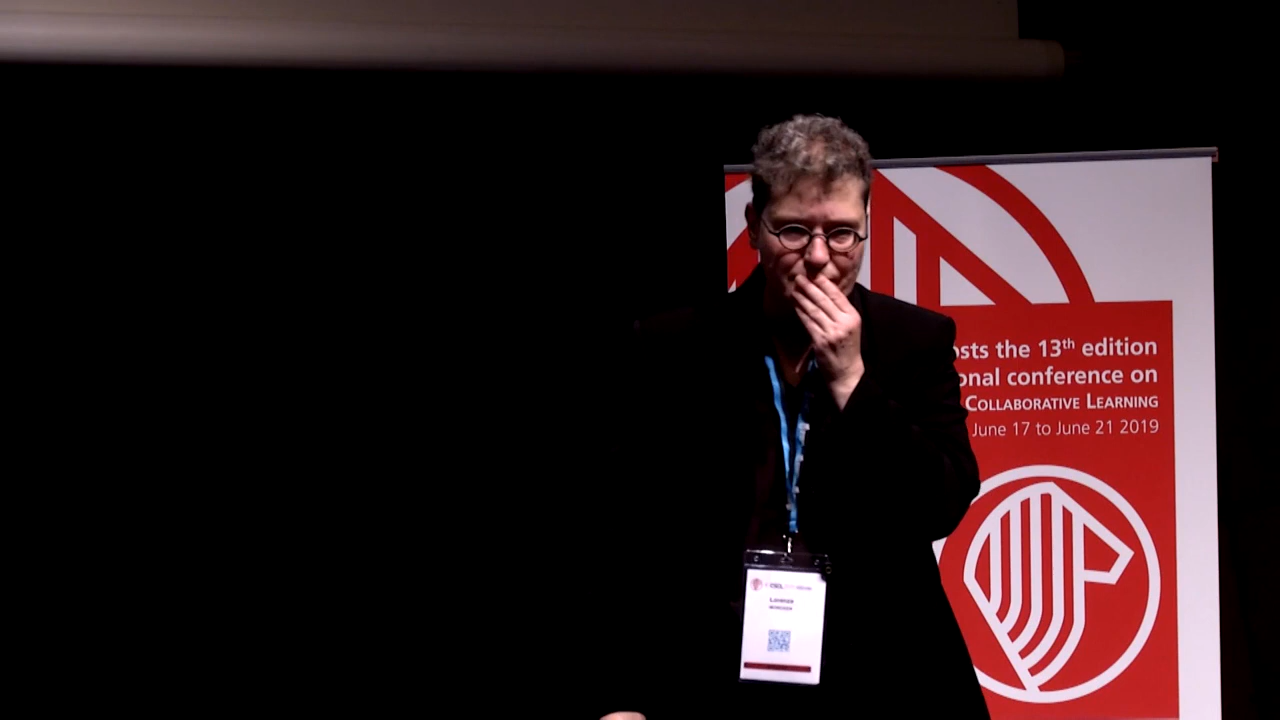 osts the 13th edition
onal conference on
Collaborative Learning
June 17 to June 21 2019